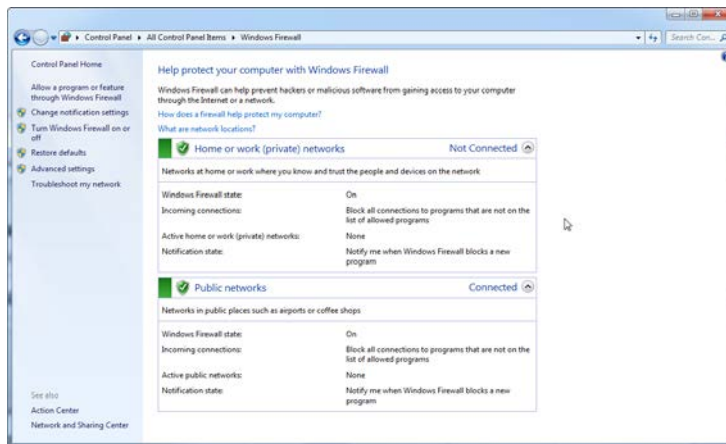 Control Panel ▸ All Control Panel Items ▸ Windows Firewall
Search Con...
Control Panel Home
Allow a program or feature
through Windows Firewall
Change notification settings
Turn Windows Firewall on or
off
Restore defaults
Advanced settings
Troubleshoot my network
See also
Action Center
Network and Sharing Center
Help protect your computer with Windows Firewall
Windows Firewall can help prevent hackers or malicious software from gaining access to your computer
through the Internet or a network.
How does a firewall help protect my computer?
What are network locations?
Home or work (private) networks Not Connected
Networks at home or work where you know and trust the people and devices on the network
Windows Firewall state: On
Incoming connections: Block all connections to programs that are not on the
list of allowed programs
Active home or work (private) networks: None
Notification state: Notify me when Windows Firewall blocks a new
program
Public networks Connected
Networks in public places such as airports or coffee shops
Windows Firewall state: On
Incoming connections: Block all connections to programs that are not on the
list of allowed programs
Active public networks: None
Notification state: Notify me when Windows Firewall blocks a new
program